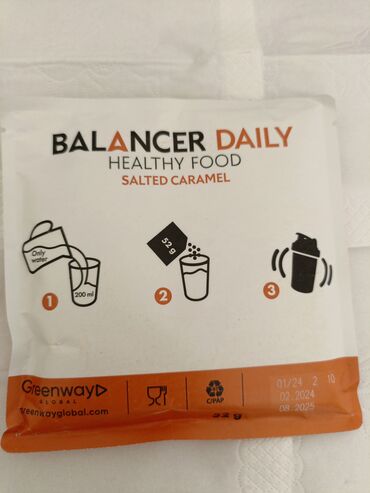 BALANCER DAILY
HEALTHY FOOD
SALTED CARAMEL
Only
water
200 ml
52 g
1
2
3
Greenway
GLOBAL
greenwayglobal.com
C/PAP
01/24 2 10
02.2024
08.2025
52 g